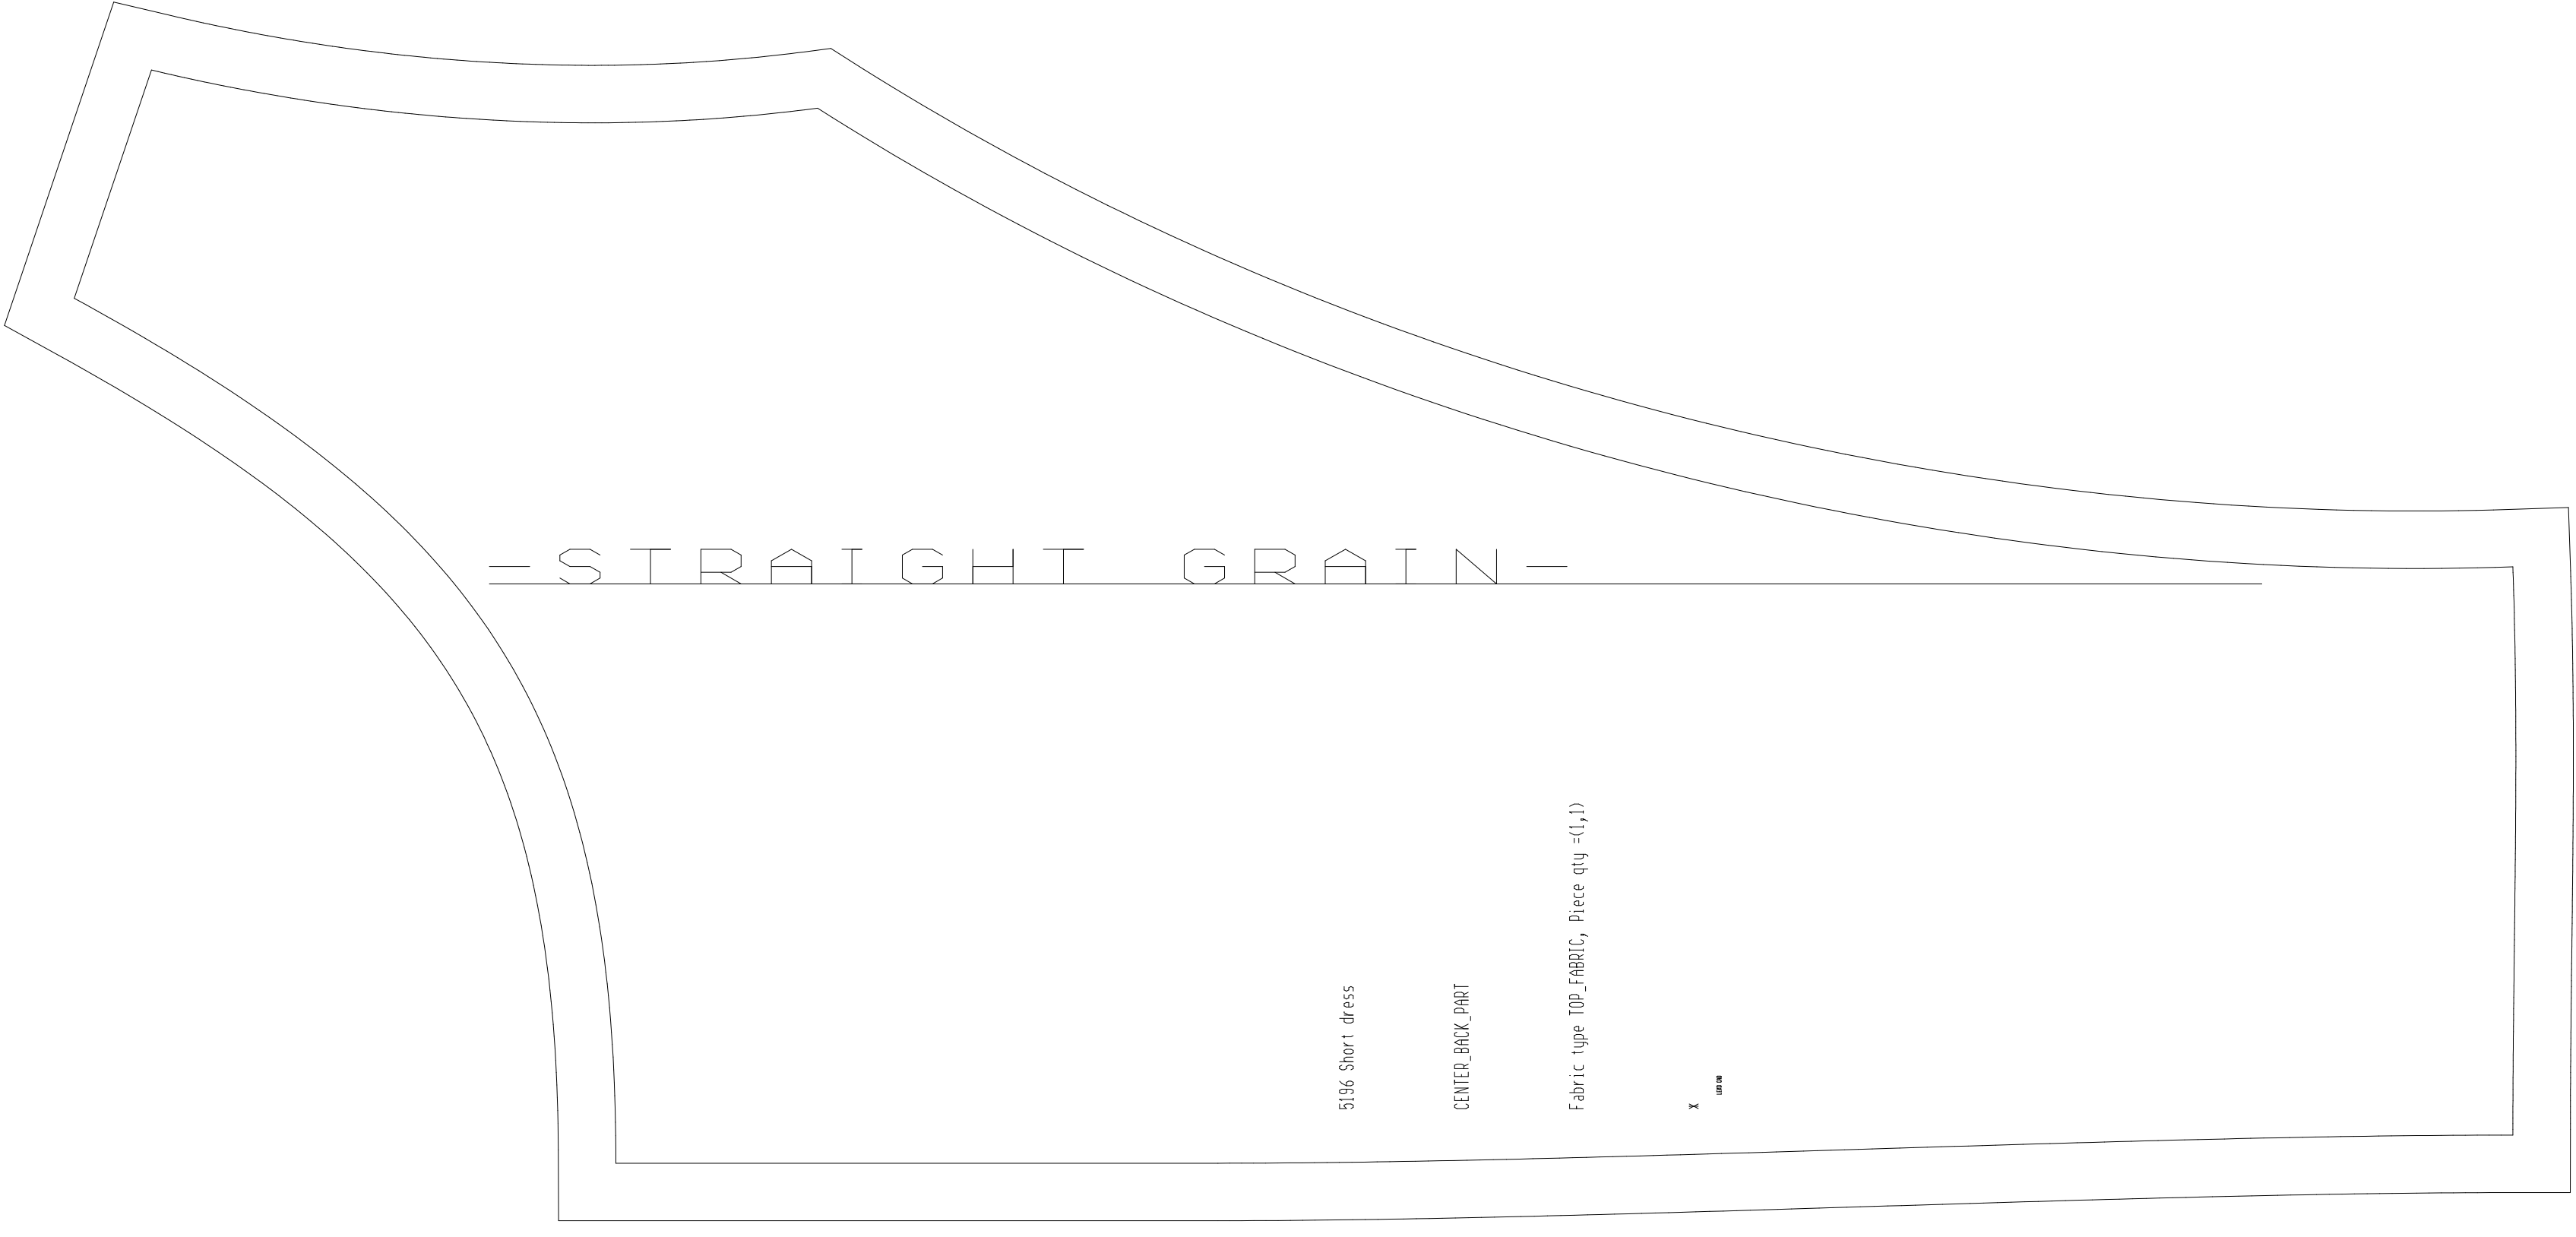 -STRAIGHT GRAIN-
5196 Short dress
CENTER_BACK_PART
Fabric type TOP_FABRIC, Piece qty =(1,1)
X